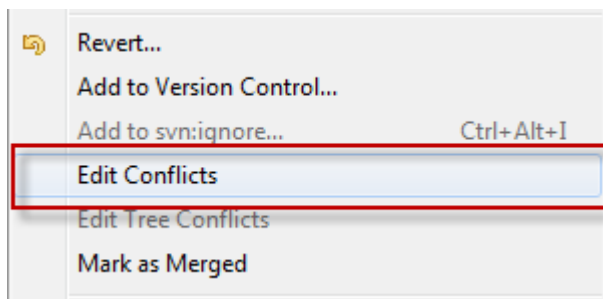 Revert...
Add to Version Control...
Add to svn:ignore... Ctrl+Alt+I
Edit Conflicts
Edit Tree Conflicts
Mark as Merged